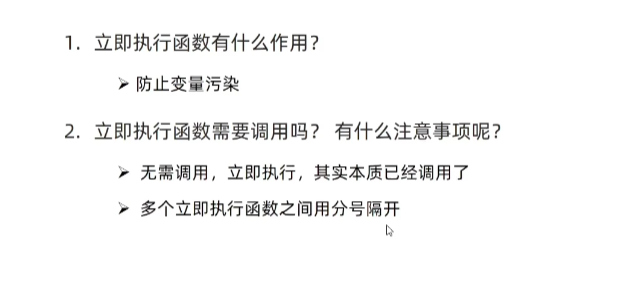 1. 立即执行函数有什么作用？
➢ 防止变量污染
2. 立即执行函数需要调用吗？ 有什么注意事项呢？
➢ 无需调用，立即执行，其实本质已经调用了
➢ 多个立即执行函数之间用分号隔开